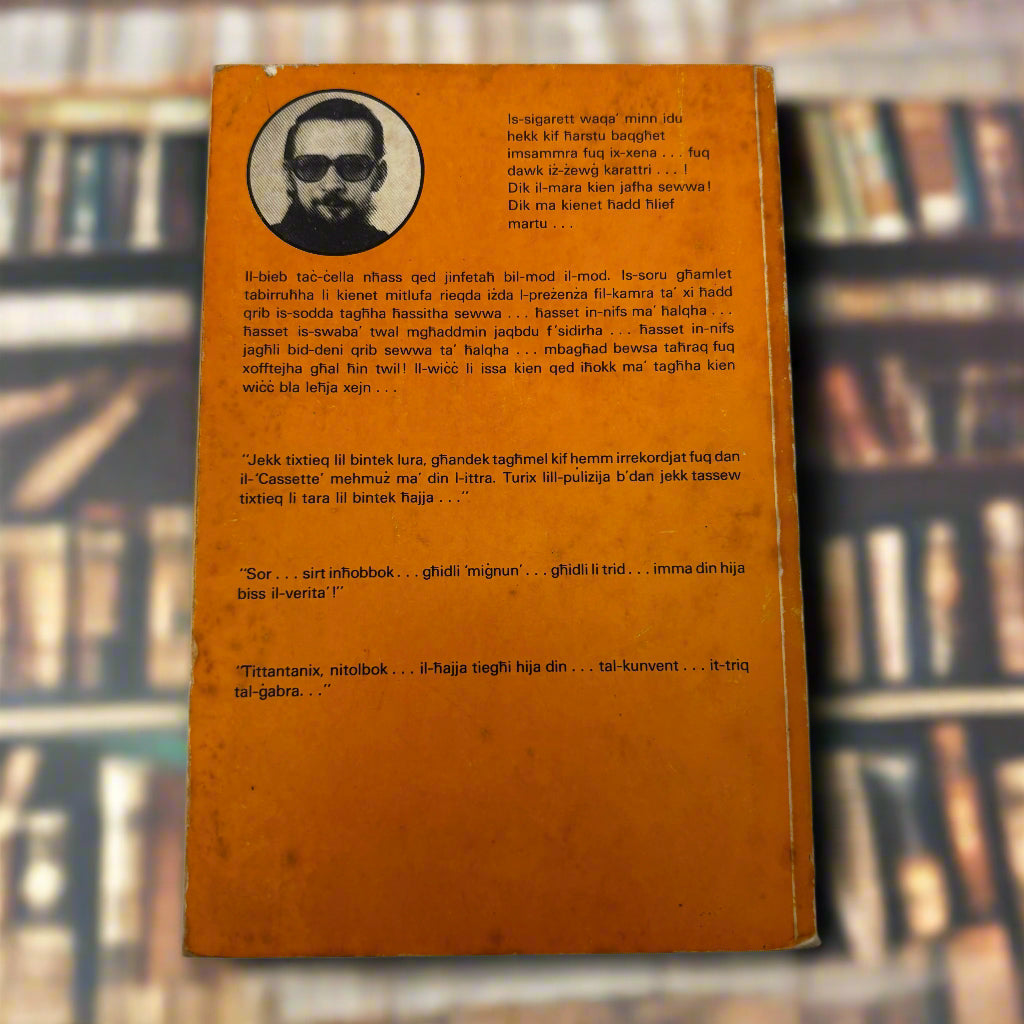 Is-sigarett waqa' minn idu
hekk kif ħarstu baqgħet
imsammra fuq ix-xena . . . fuq
dawk iż-żewġ karattri . . . !
Dik il-mara kien jafha sewwa!
Dik ma kienet ħadd ħlief
martu . . .
Il-bieb taċ-ċella nħass qed jinfetaħ bil-mod il-mod. Is-soru għamlet
tabirruħha li kienet mitlufa rieqda iżda l-preżenża fil-kamra ta' xi ħadd
qrib is-sodda tagħha ħassitha sewwa . . . ħasset in-nifs ma' ħalqha . . .
ħasset is-swaba' twal mgħaddmin jaqbdu f'sidirha . . . ħasset in-nifs
jagħli bid-deni qrib sewwa ta' ħalqha . . . mbagħad bewsa taħraq fuq
xofftejha għal ħin twil! Il-wiċċ li issa kien qed iħokk ma' tagħha kien
wiċċ bla leħja xejn . . .
"Jekk tixtieq lil bintek lura, għandek tagħmel kif hemm irrekordjat fuq dan
il-'Cassette' mehmuż ma' din l-ittra. Turix lill-pulizija b'dan jekk tassew
tixtieq li tara lil bintek ħajja . . ."
"Sor . . . sirt inħobbok . . . għidli 'miġnun' . . . għidli li trid . . . imma din hija
biss il-verita'!"
"Tittantanix, nitolbok . . . il-ħajja tiegħi hija din . . . tal-kunvent . . . it-triq
tal-ġabra. . ."